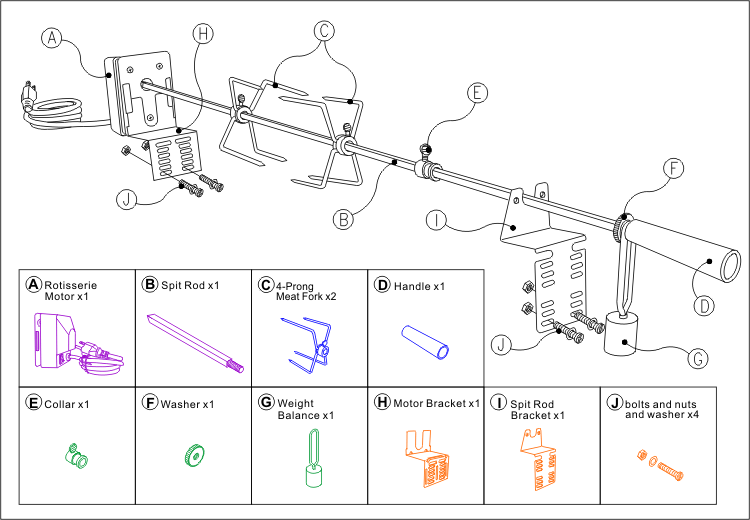 A
H
C
E
F
J
B
I
D
J
G
A Rotisserie
Motor x1
B Spit Rod x1
C 4-Prong
Meat Fork x2
D Handle x1
E Collar x1
F Washer x1
G Weight
Balance x1
H Motor Bracket x1
I Spit Rod
Bracket x1
J bolts and nuts
and washer x4